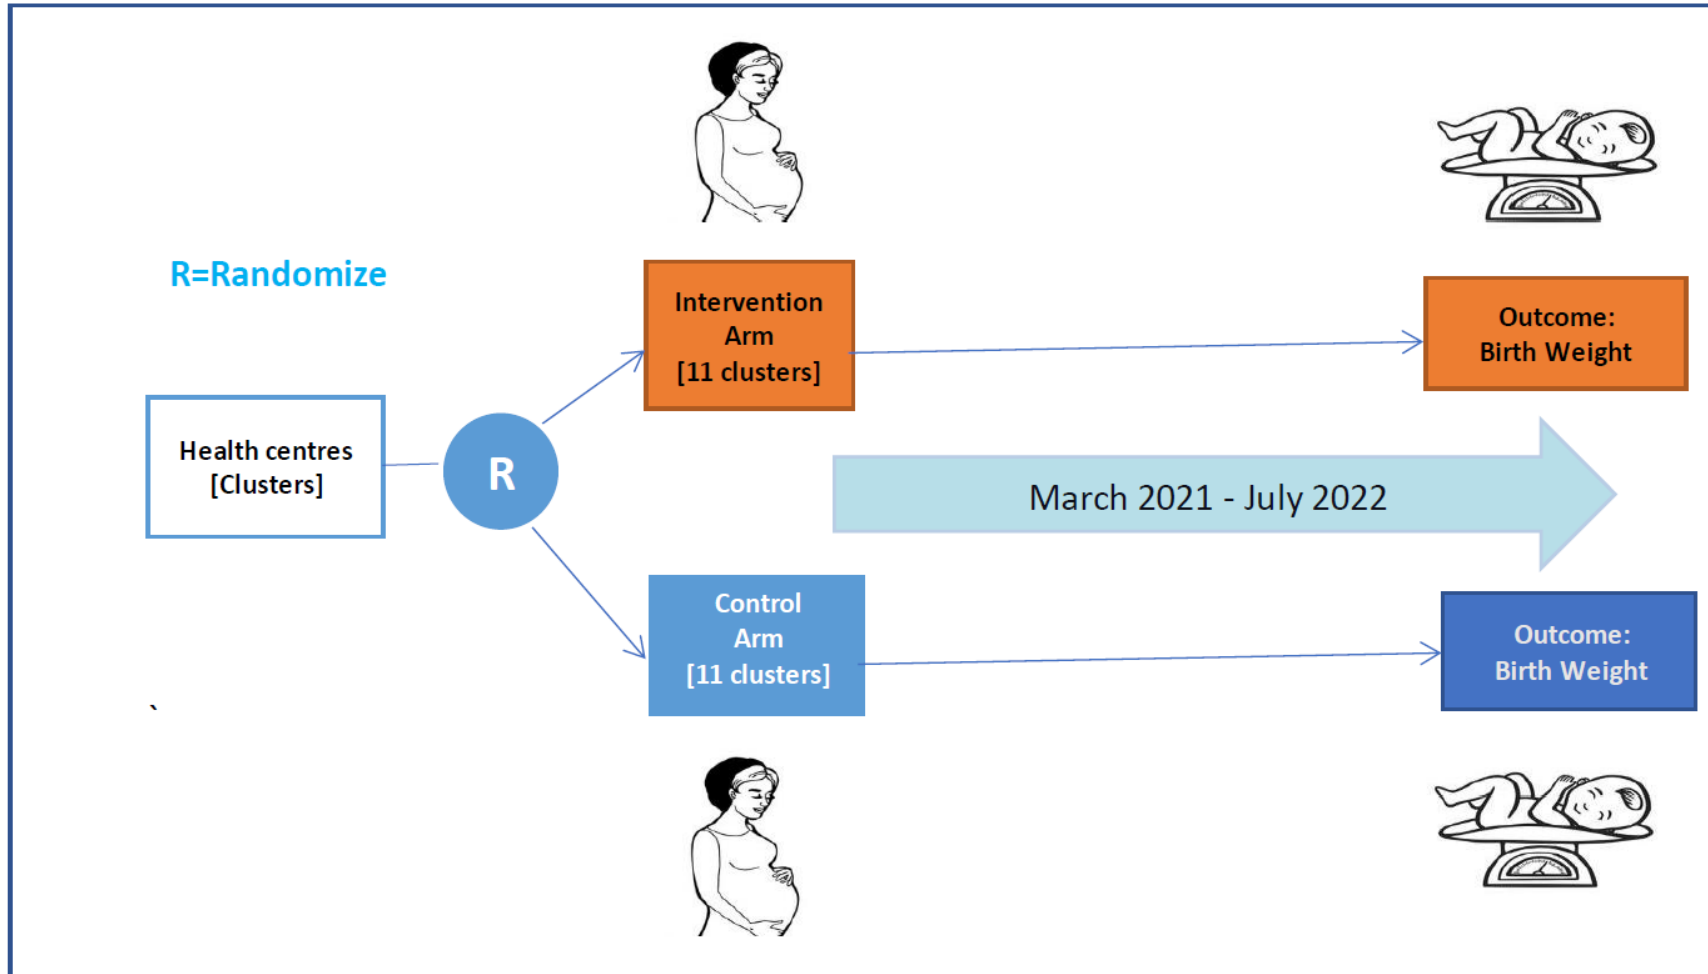 R=Randomize
Health centres
[Clusters]
R
Intervention
Arm
[11 clusters]
Outcome:
Birth Weight
March 2021 - July 2022
Control
Arm
[11 clusters]
Outcome:
Birth Weight
`